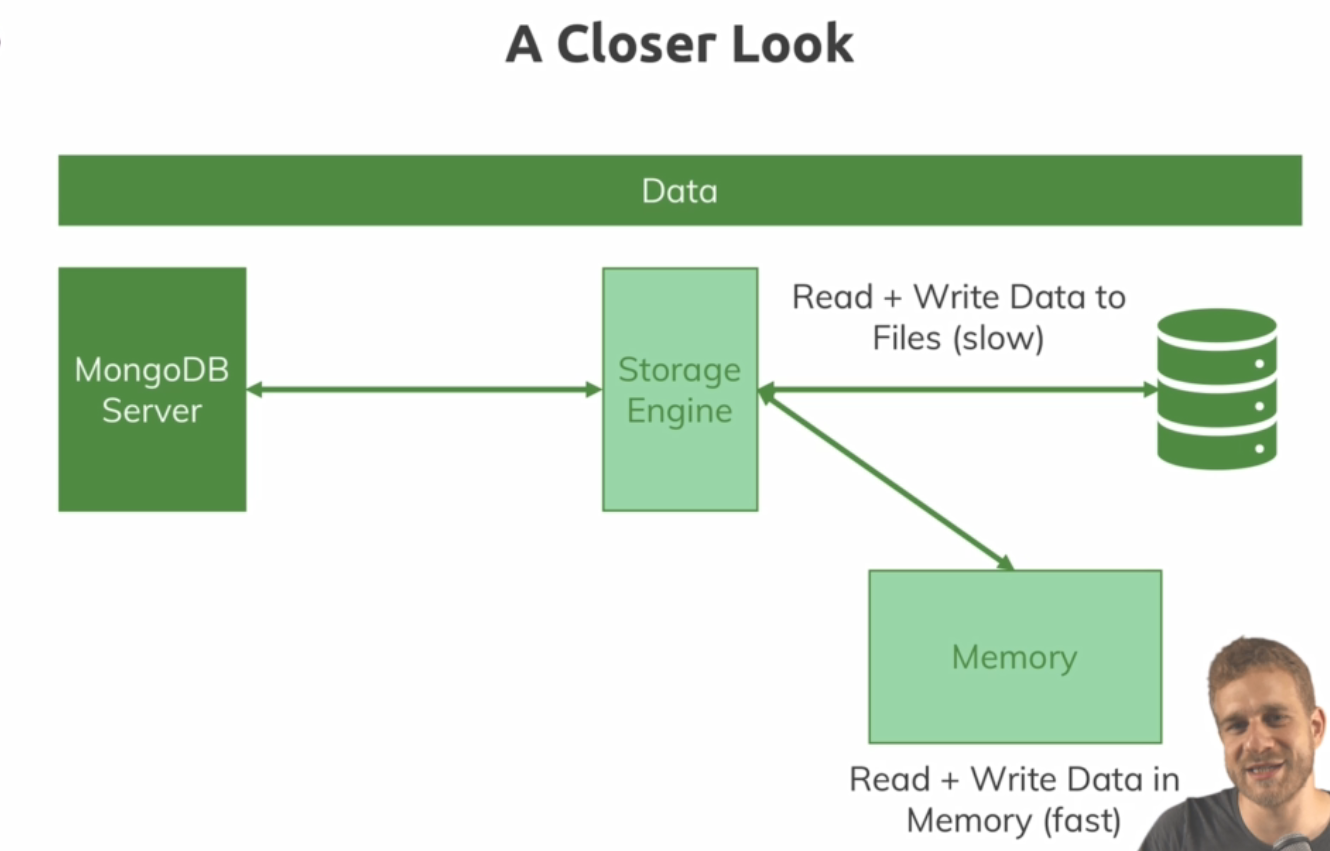 A Closer Look
Data
MongoDB
Server
Storage
Engine
Read + Write Data to
Files (slow)
Memory
Read + Write Data in
Memory (fast)